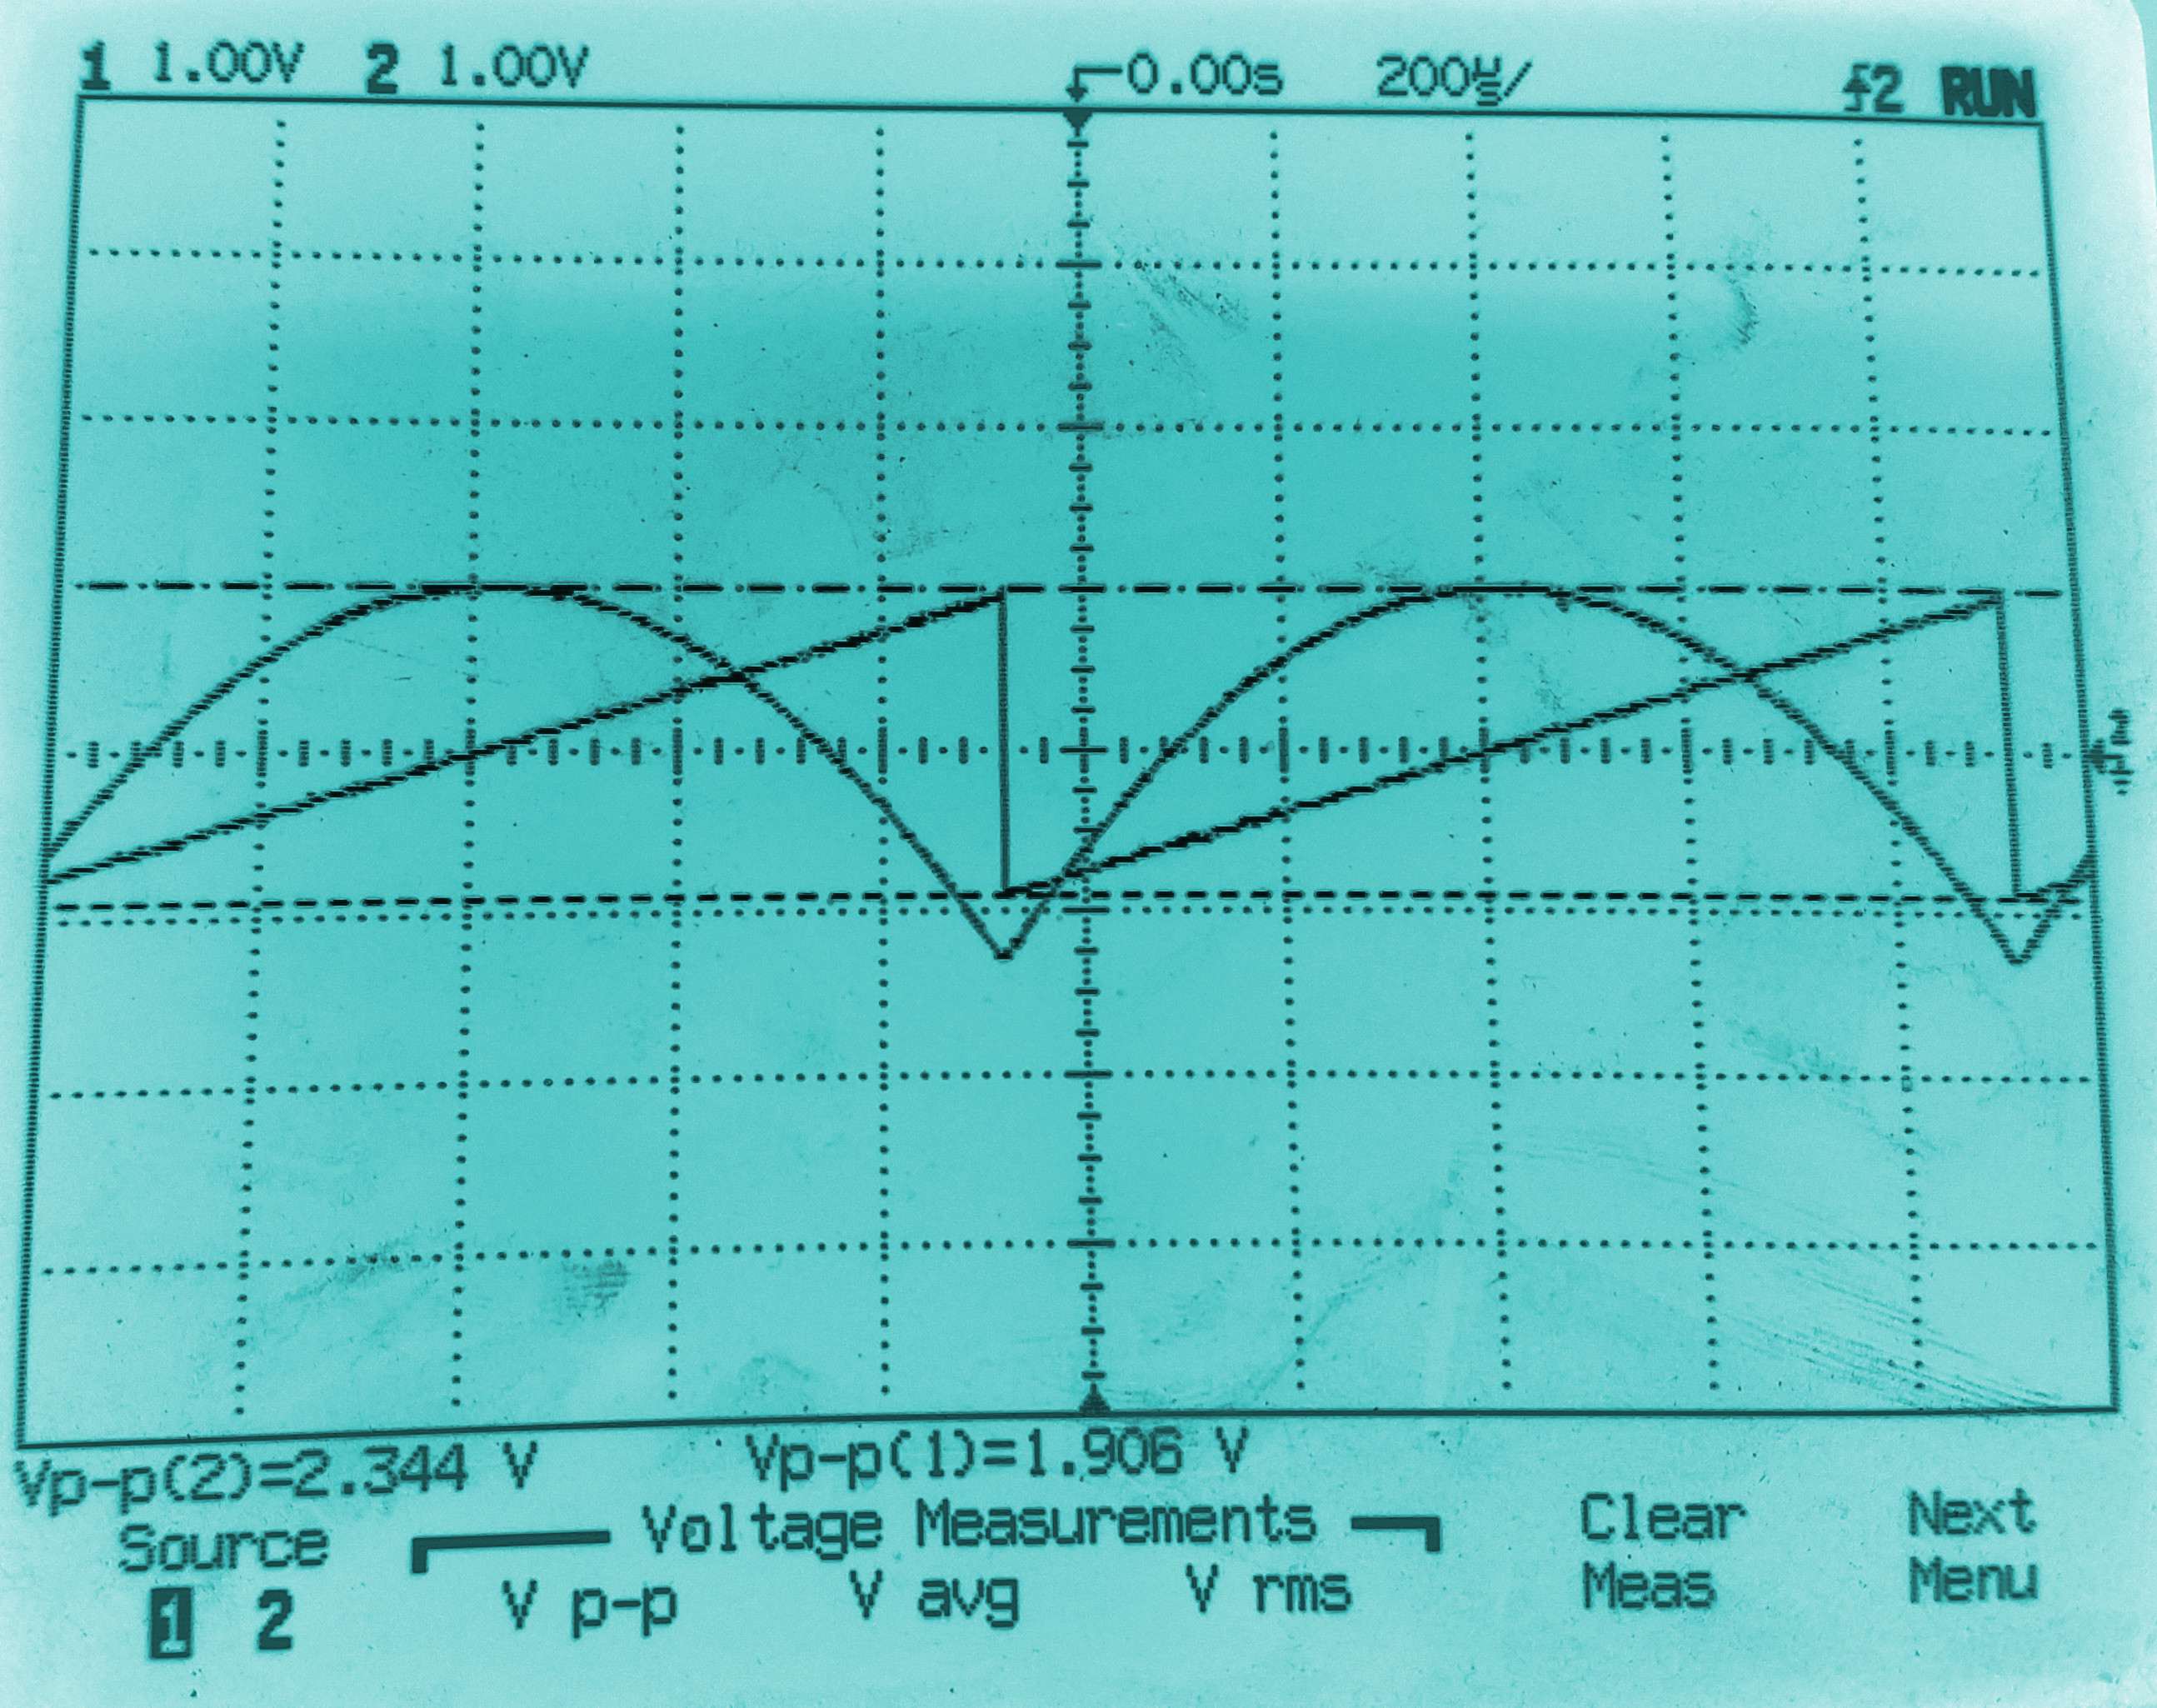 1 1.00V 2 1.00V 0.00s 200µs/ 2 RUN
Vp-p(2)=2.344 V Vp-p(1)=1.906 V
Source Voltage Measurements Clear Next
1 2 V p-p V avg V rms Meas Menu